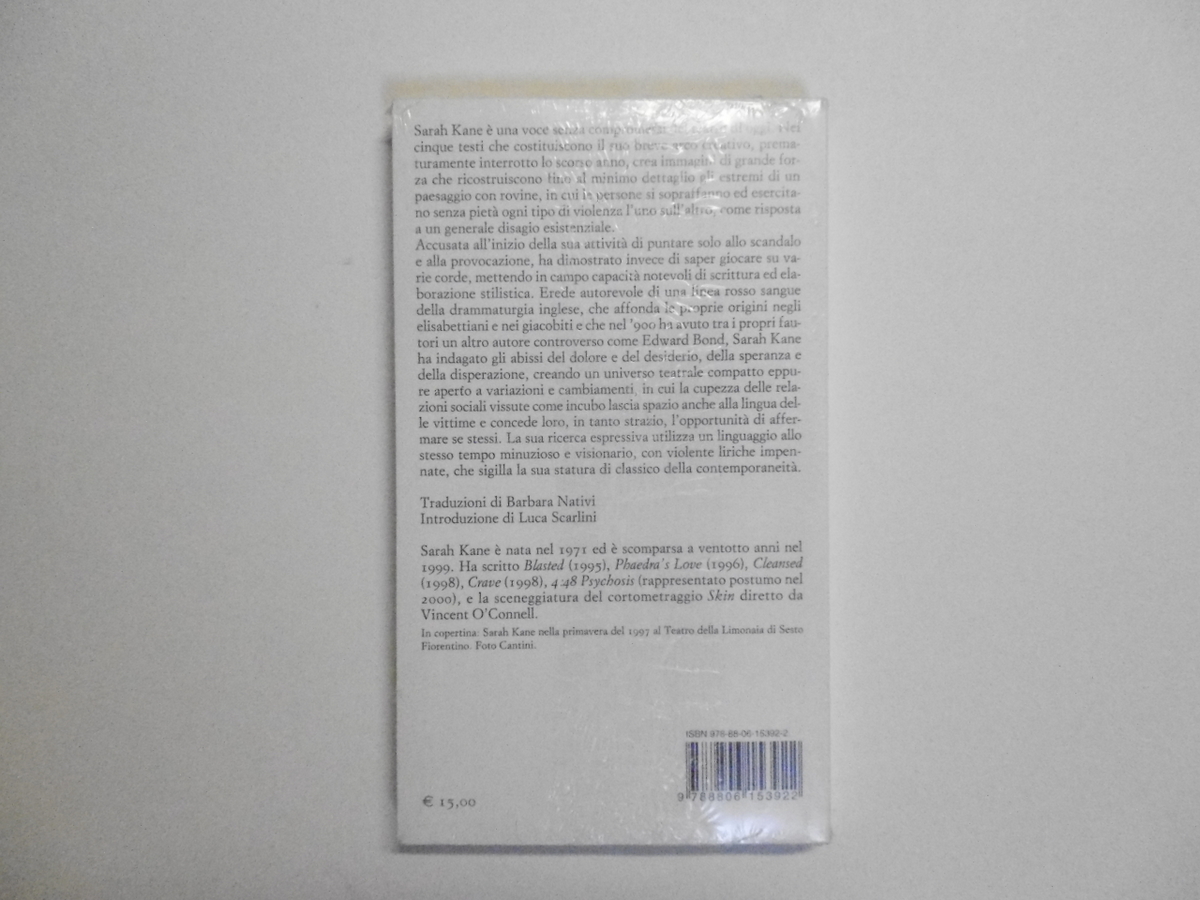 Sarah Kane è una voce senza compromessi del teatro di oggi. Nei
cinque testi che costituiscono il suo breve arco creativo, prema-
turamente interrotto lo scorso anno, crea immagini di grande for-
za che ricostruiscono fino al minimo dettaglio gli estremi di un
paesaggio con rovine, in cui le persone si sopraffanno ed esercita-
no senza pietà ogni tipo di violenza l'uno sull'altro, come risposta
a un generale disagio esistenziale.
Accusata all'inizio della sua attività di puntare solo allo scandalo
e alla provocazione, ha dimostrato invece di saper giocare su va-
rie corde, mettendo in campo capacità notevoli di scrittura ed ela-
borazione stilistica. Erede autorevole di una linea rosso sangue
della drammaturgia inglese, che affonda le proprie origini negli
elisabettiani e nei giacobiti e che nel '900 ha avuto tra i propri fau-
tori un altro autore controverso come Edward Bond, Sarah Kane
ha indagato gli abissi del dolore e del desiderio, della speranza e
della disperazione, creando un universo teatrale compatto eppu-
re aperto a variazioni e cambiamenti, in cui la cupezza delle rela-
zioni sociali vissute come incubo lascia spazio anche alla lingua del-
le vittime e concede loro, in tanto strazio, l'opportunità di affer-
mare se stessi. La sua ricerca espressiva utilizza un linguaggio allo
stesso tempo minuzioso e visionario, con violente liriche impen-
nate, che sigilla la sua statura di classico della contemporaneità.
Traduzioni di Barbara Nativi
Introduzione di Luca Scarlini
Sarah Kane è nata nel 1971 ed è scomparsa a ventotto anni nel
1999. Ha scritto Blasted (1995), Phaedra's Love (1996), Cleansed
(1998), Crave (1998), 4:48 Psychosis (rappresentato postumo nel
2000), e la sceneggiatura del cortometraggio Skin diretto da
Vincent O'Connell.
In copertina: Sarah Kane nella primavera del 1997 al Teatro della Limonaia di Sesto
Fiorentino. Foto Cantini.
ISBN 978-88-06-15392-2
9 788806 153922
€ 15,00